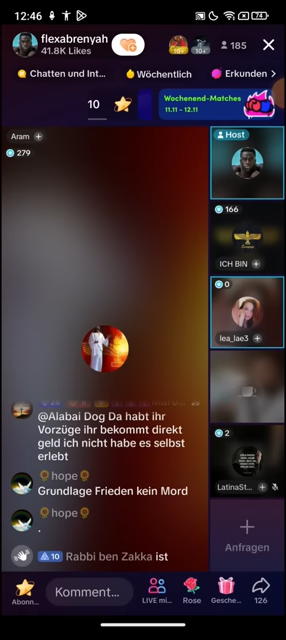 12:46
74
flexabrenyah
41.8K Likes
10+
10+
185
Chatten und Int...
Wöchentlich
Erkunden
10
Wochenend-Matches
11.11 - 12.11
Aram
279
Host
166
ICH BIN
0
lea_lae3
2
LatinaSt...
Anfragen
@Alabai Dog Da habt ihr
Vorzüge ihr bekommt direkt
geld ich nicht habe es selbst
erlebt
🌻hope🌻
Grundlage Frieden kein Mord
🌻hope🌻
.
10 Rabbi ben Zakka ist
Abonn...
Komment...
LIVE mi...
Rose
Gesche...
126